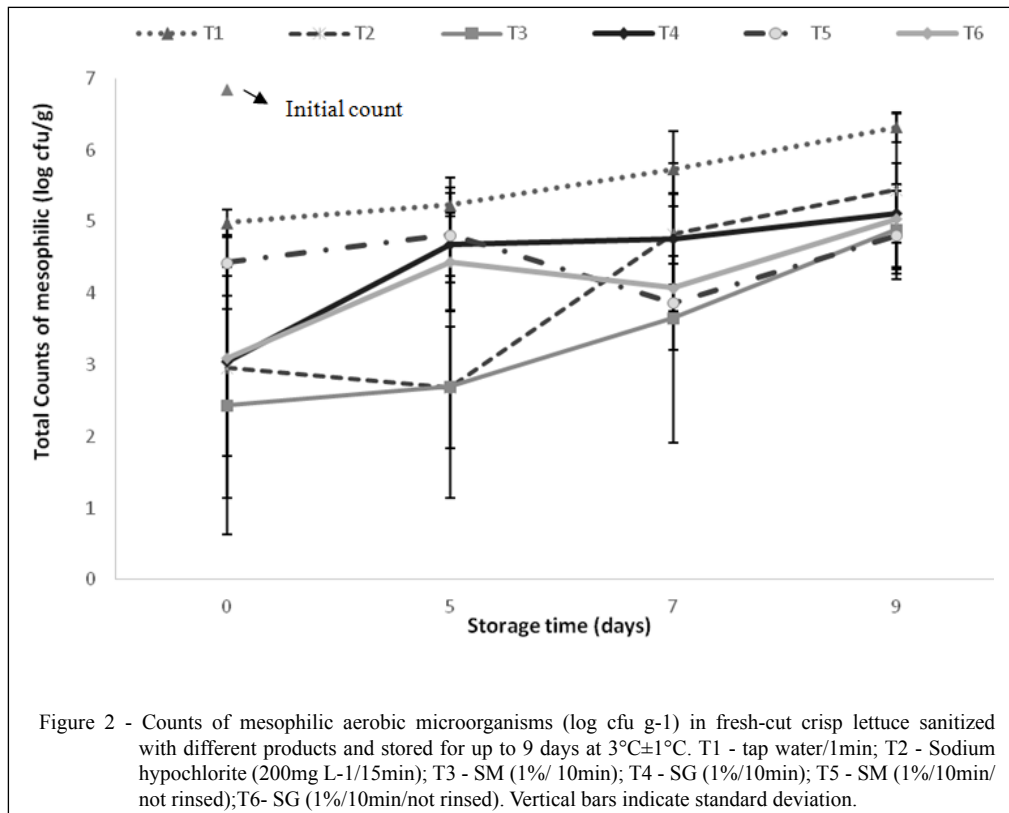 T1 T2 T3 T4 T5 T6
Total Counts of mesophilic (log cfu/g)
7
6
5
4
3
2
1
0
Initial count
0 5 7 9
Storage time (days)
Figure 2 - Counts of mesophilic aerobic microorganisms (log cfu g-1) in fresh-cut crisp lettuce sanitized
with different products and stored for up to 9 days at 3°C±1°C. T1 - tap water/1min; T2 - Sodium
hypochlorite (200mg L-1/15min); T3 - SM (1%/ 10min); T4 - SG (1%/10min); T5 - SM (1%/10min/
not rinsed);T6- SG (1%/10min/not rinsed). Vertical bars indicate standard deviation.